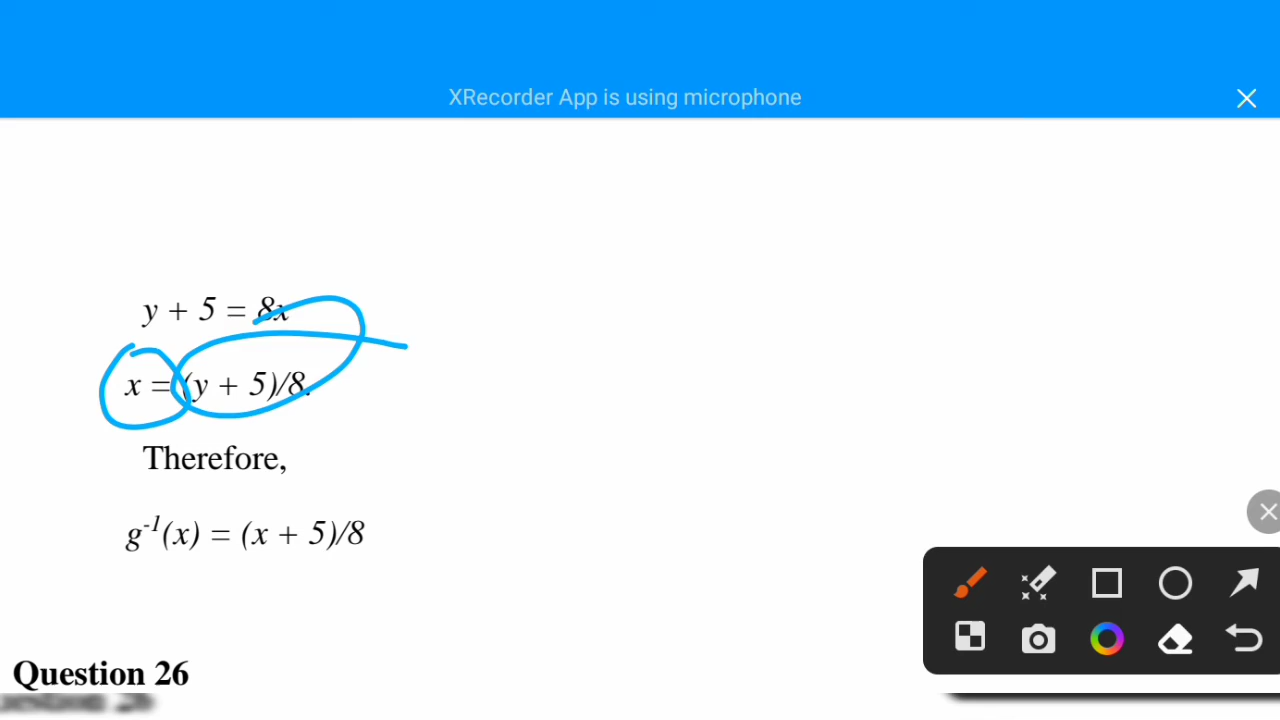 XRecorder App is using microphone
y + 5 = 8x
x = (y + 5)/8.
Therefore,
g⁻¹(x) = (x + 5)/8
Question 26